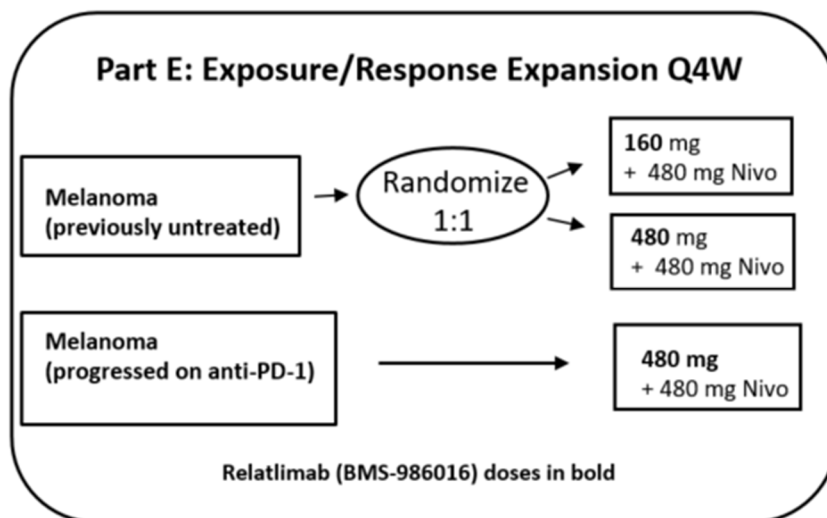 Part E: Exposure/Response Expansion Q4W
Melanoma
(previously untreated)
Randomize
1:1
160 mg
+ 480 mg Nivo
480 mg
+ 480 mg Nivo
Melanoma
(progressed on anti-PD-1)
480 mg
+ 480 mg Nivo
Relatlimab (BMS-986016) doses in bold